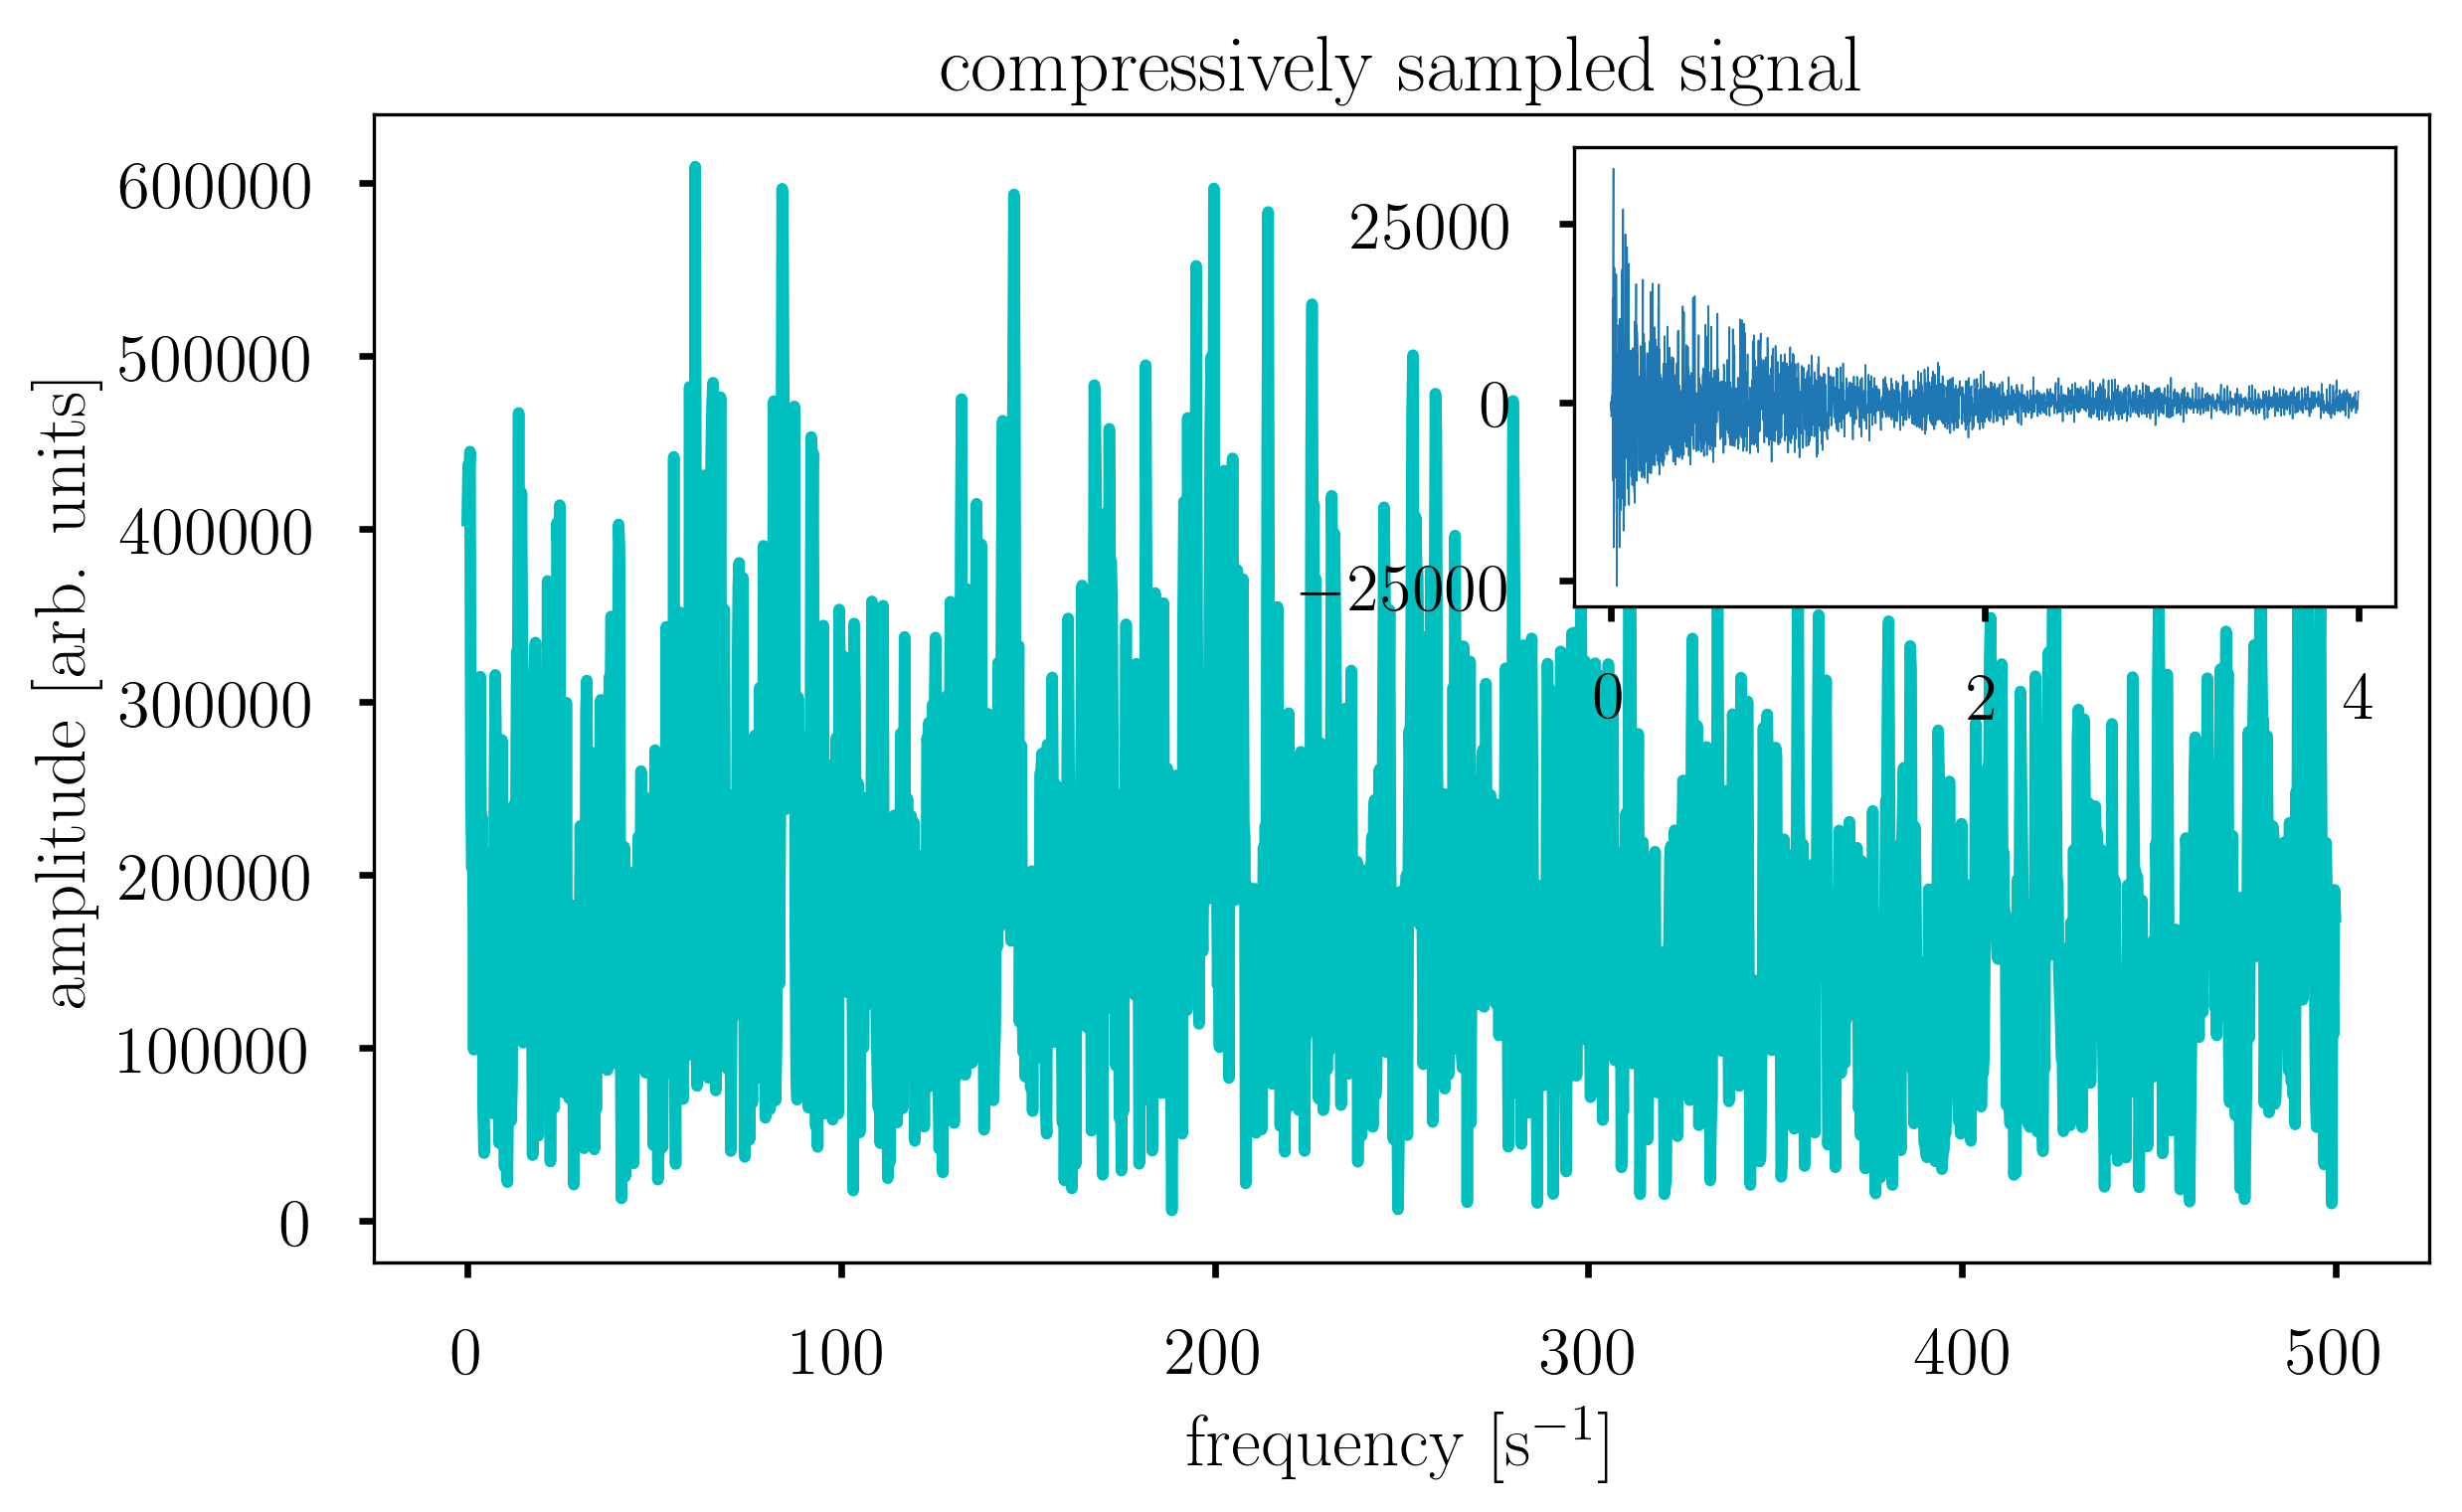 compressively sampled signal
amplitude [arb. units]
600000
500000
400000
300000
200000
100000
0
25000
0
−25000
0 2 4
0 100 200 300 400 500
frequency [s⁻¹]